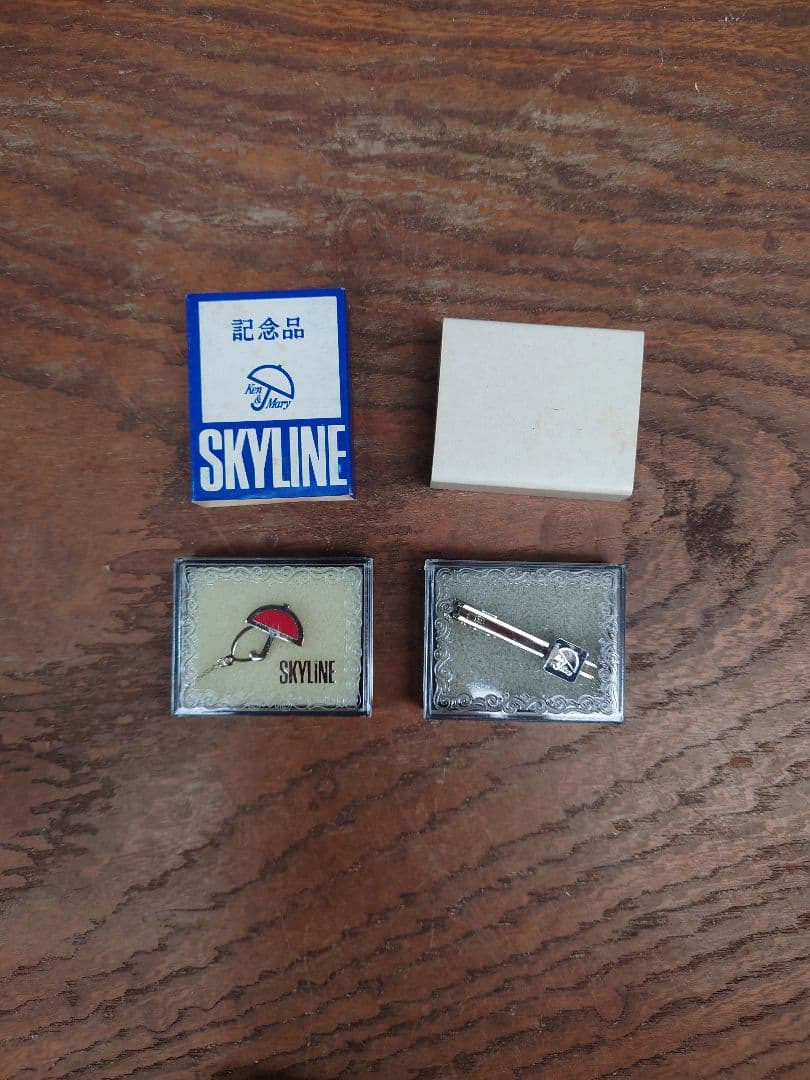 記念品
Ken
&
Mary
SKYLINE
SKYLINE